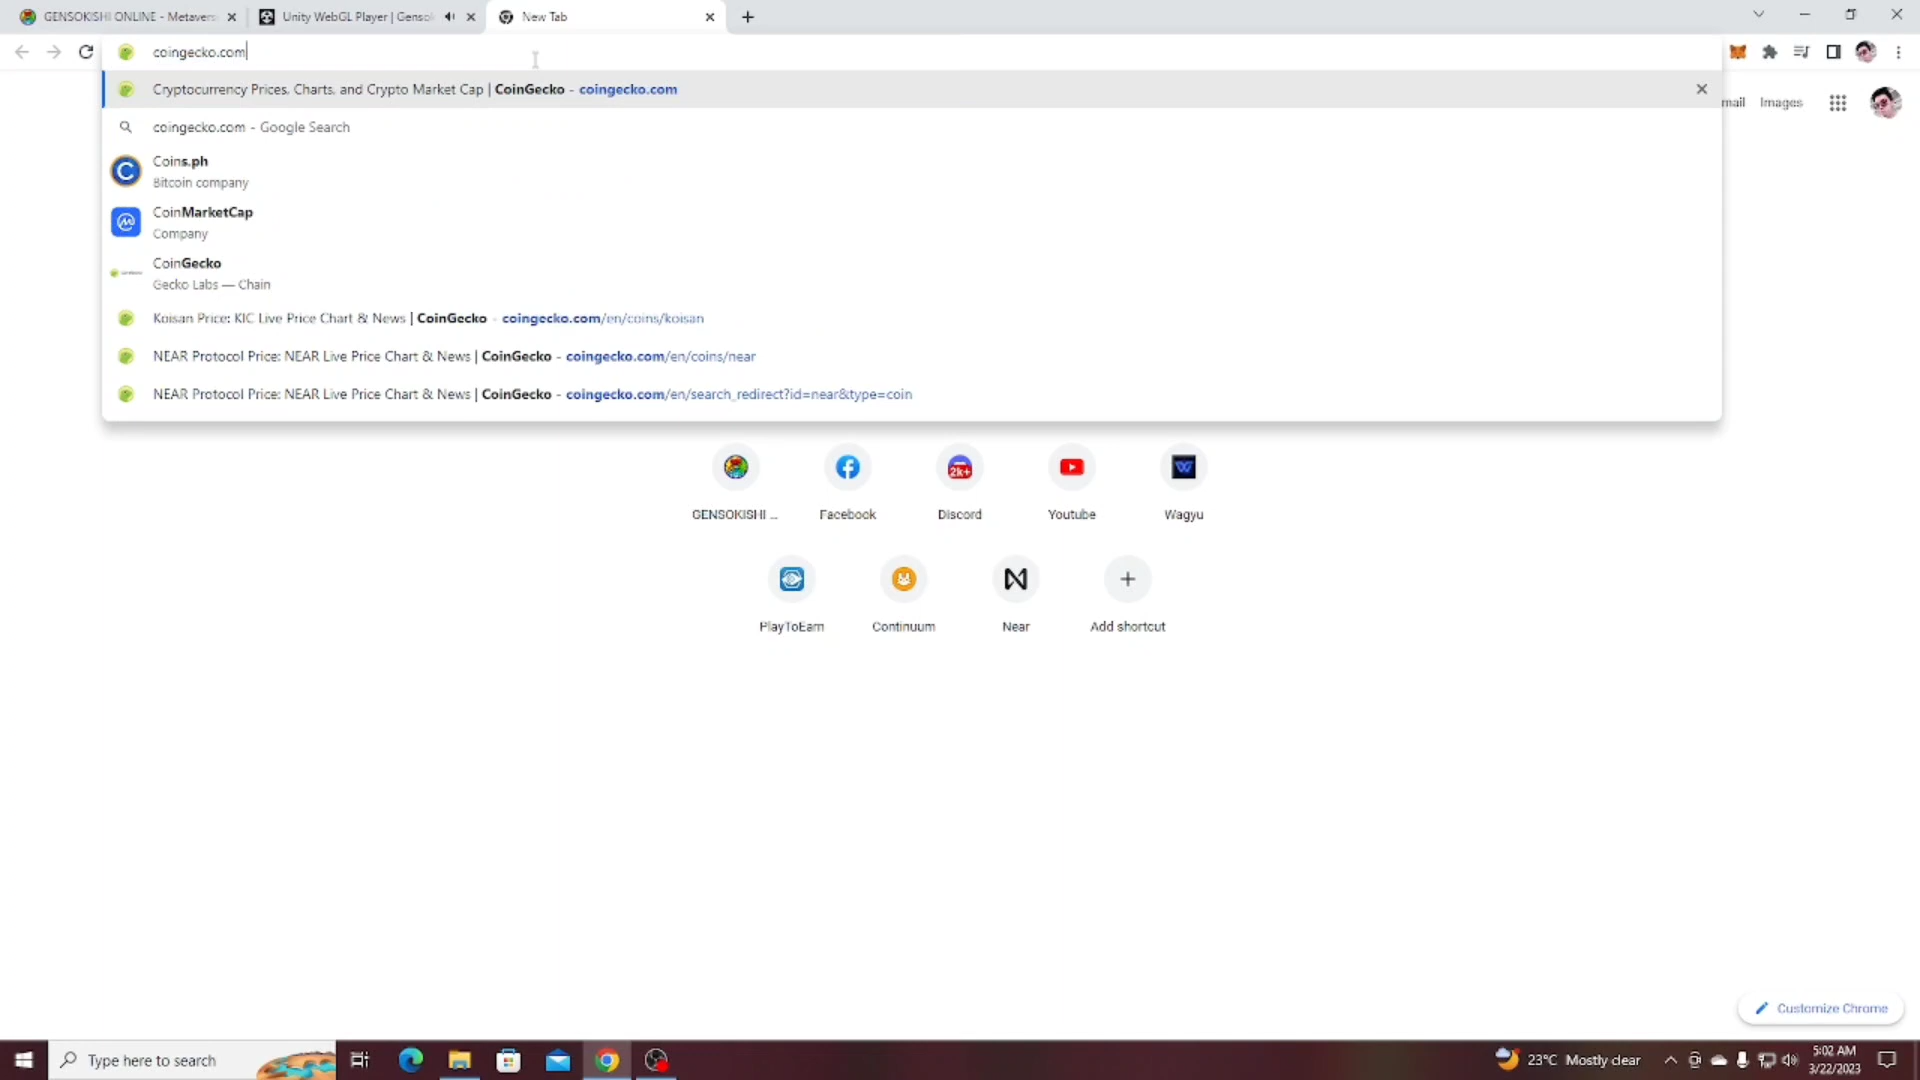 GENSOKISHI ONLINE - Metavers
Unity WebGL Player | Genso
New Tab
coingecko.com
Cryptocurrency Prices, Charts, and Crypto Market Cap | CoinGecko - coingecko.com
mail Images
coingecko.com - Google Search
Coins.ph
Bitcoin company
CoinMarketCap
Company
CoinGecko
Gecko Labs — Chain
Koisan Price: KIC Live Price Chart & News | CoinGecko - coingecko.com/en/coins/koisan
NEAR Protocol Price: NEAR Live Price Chart & News | CoinGecko - coingecko.com/en/coins/near
NEAR Protocol Price: NEAR Live Price Chart & News | CoinGecko - coingecko.com/en/search_redirect?id=near&type=coin
2k+
GENSOKISHI ... Facebook Discord Youtube Wagyu
PlayToEarn Continuum Near Add shortcut
Customize Chrome
Type here to search
23°C Mostly clear
5:02 AM
3/22/2023